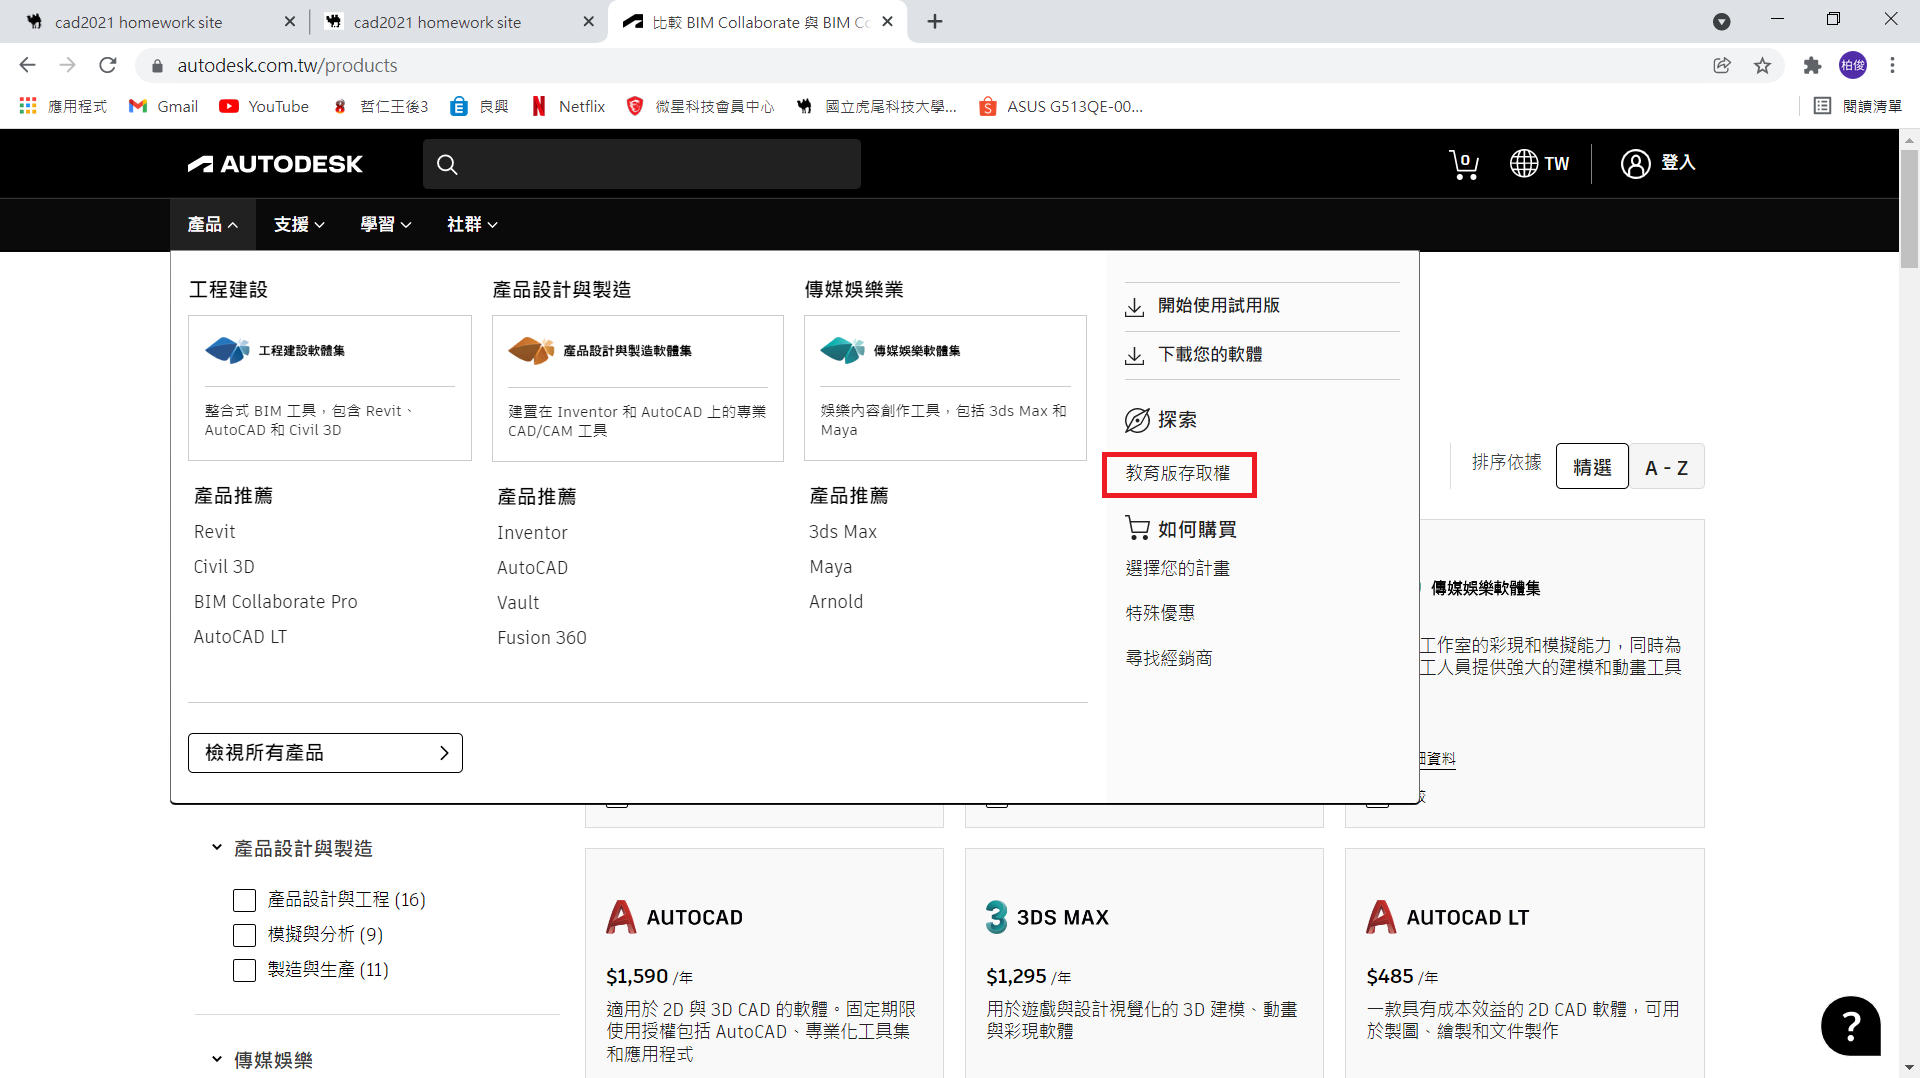 cad2021 homework site
cad2021 homework site
比較 BIM Collaborate 與 BIM Co
autodesk.com.tw/products
柏俊
應用程式
Gmail
YouTube
哲仁王後3
良興
Netflix
微星科技會員中心
國立虎尾科技大學...
ASUS G513QE-00...
閱讀清單
AUTODESK
0
TW
登入
產品
支援
學習
社群
工程建設
產品設計與製造
傳媒娛樂業
工程建設軟體集
整合式 BIM 工具，包含 Revit、
AutoCAD 和 Civil 3D
產品設計與製造軟體集
建置在 Inventor 和 AutoCAD 上的專業
CAD/CAM 工具
傳媒娛樂軟體集
娛樂內容創作工具，包括 3ds Max 和
Maya
產品推薦
Revit
Civil 3D
BIM Collaborate Pro
AutoCAD LT
產品推薦
Inventor
AutoCAD
Vault
Fusion 360
產品推薦
3ds Max
Maya
Arnold
檢視所有產品
開始使用試用版
下載您的軟體
探索
教育版存取權
如何購買
選擇您的計畫
特殊優惠
尋找經銷商
排序依據
精選
A - Z
傳媒娛樂軟體集
工作室的彩現和模擬能力，同時為
工人員提供強大的建模和動畫工具
資料
產品設計與製造
產品設計與工程 (16)
模擬與分析 (9)
製造與生產 (11)
傳媒娛樂
AUTOCAD
$1,590 /年
適用於 2D 與 3D CAD 的軟體。固定期限
使用授權包括 AutoCAD、專業化工具集
和應用程式
3DS MAX
$1,295 /年
用於遊戲與設計視覺化的 3D 建模、動畫
與彩現軟體
AUTOCAD LT
$485 /年
一款具有成本效益的 2D CAD 軟體，可用
於製圖、繪製和文件製作
?